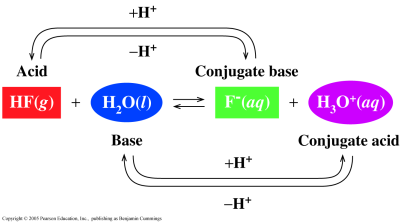 +H⁺
−H⁺
Acid Conjugate base
HF(g) + H₂O(l) ⇌ F⁻(aq) + H₃O⁺(aq)
Base Conjugate acid
+H⁺
−H⁺
Copyright © 2005 Pearson Education, Inc., publishing as Benjamin Cummings